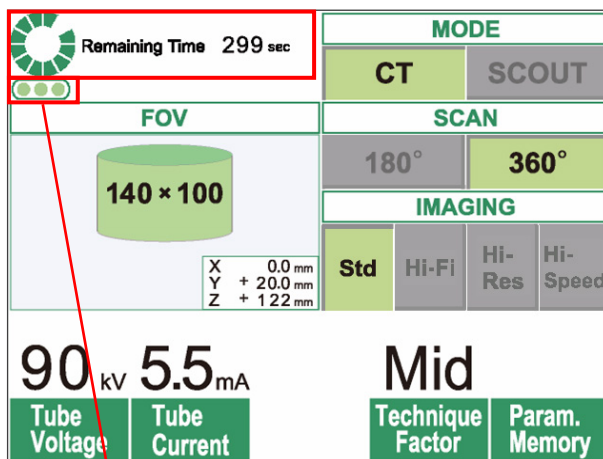 Remaining Time 299 sec
MODE
CT SCOUT
FOV
SCAN
140 × 100
180° 360°
IMAGING
X 0.0 mm
Y + 20.0 mm
Z + 122 mm
Std Hi-Fi Hi-Res Hi-Speed
90 kV 5.5 mA Mid
Tube Voltage
Tube Current
Technique Factor
Param. Memory